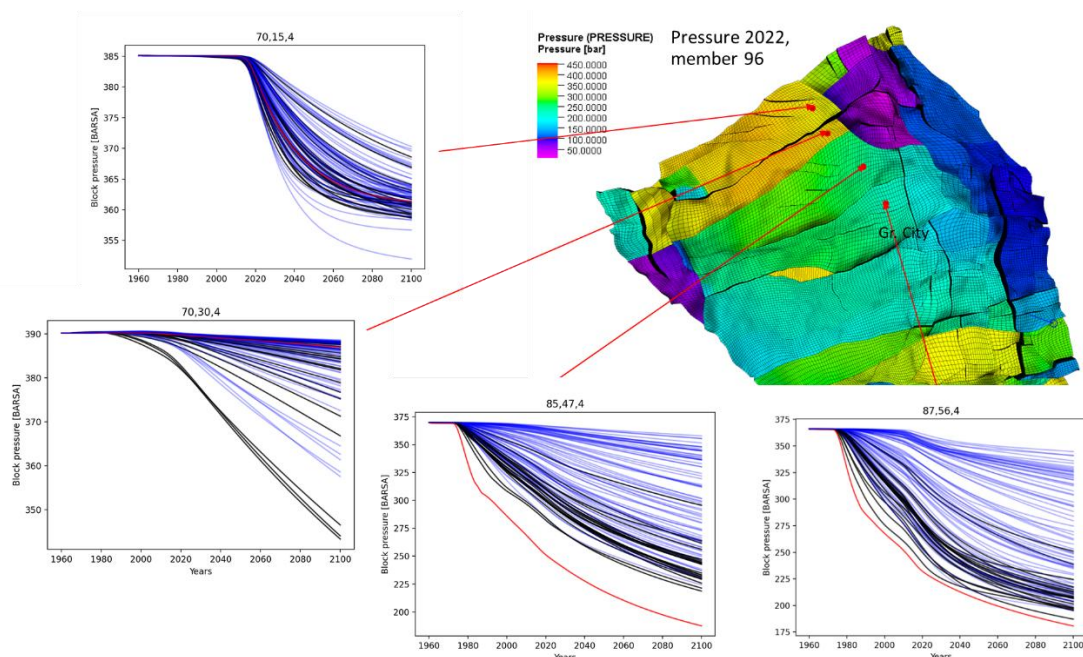 70,15,4
385
380
375
370
365
360
355
Block pressure [BARSA]
1960 1980 2000 2020 2040 2060 2080 2100
Pressure (PRESSURE)
Pressure [bar]
450.0000
400.0000
350.0000
300.0000
250.0000
200.0000
150.0000
100.0000
50.0000
Pressure 2022,
member 96
Gr. City
70,30,4
390
380
370
360
350
Block pressure [BARSA]
1960 1980 2000 2020 2040 2060 2080 2100
Years
85,47,4
375
350
325
300
275
250
225
200
Block pressure [BARSA]
1960 1980 2000 2020 2040 2060 2080 2100
Years
87,56,4
375
350
325
300
275
250
225
200
175
Block pressure [BARSA]
1960 1980 2000 2020 2040 2060 2080 2100
Years